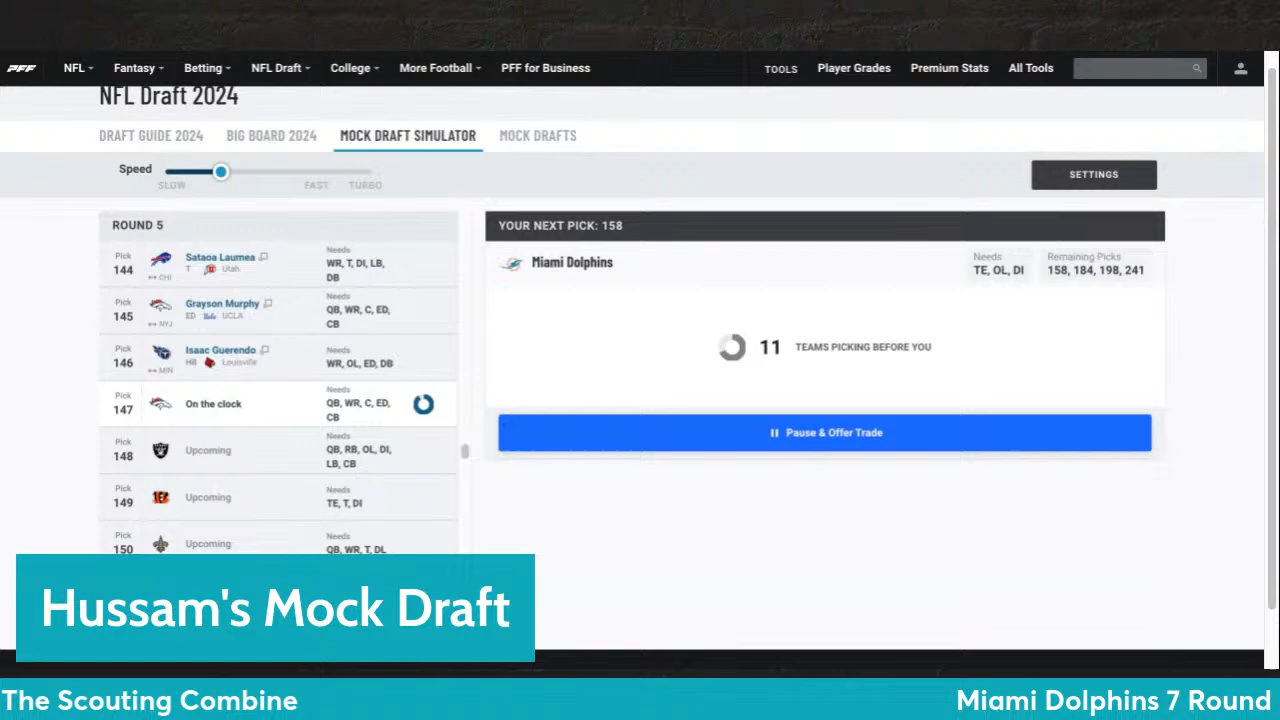 PFF NFL Fantasy Betting NFL Draft College More Football PFF for Business TOOLS Player Grades Premium Stats All Tools
NFL Draft 2024
DRAFT GUIDE 2024 BIG BOARD 2024 MOCK DRAFT SIMULATOR MOCK DRAFTS
Speed
SLOW FAST TURBO
SETTINGS
ROUND 5
Pick
144
CHI
Sataoa Laumea
T Utah
Needs
WR, T, DI, LB,
DB
Pick
145
NYJ
Grayson Murphy
ED UCLA
Needs
QB, WR, C, ED,
CB
Pick
146
MIN
Isaac Guerendo
HB Louisville
Needs
WR, OL, ED, DB
Pick
147
On the clock
Needs
QB, WR, C, ED,
CB
Pick
148
Upcoming
Needs
QB, RB, OL, DI,
LB, CB
Pick
149
Upcoming
Needs
TE, T, DI
Pick
150
Upcoming
Needs
QB, WR, T, DL
YOUR NEXT PICK: 158
Miami Dolphins
Needs
TE, OL, DI
Remaining Picks
158, 184, 198, 241
11 TEAMS PICKING BEFORE YOU
Pause & Offer Trade
Hussam's Mock Draft
The Scouting Combine
Miami Dolphins 7 Round